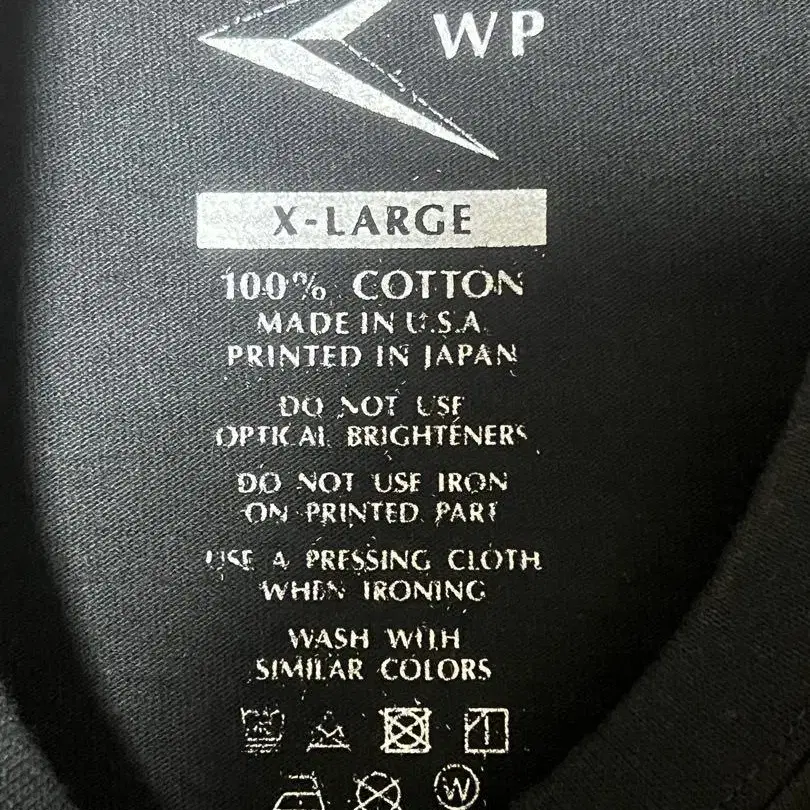 WP
X-LARGE
100% COTTON
MADE IN U.S.A.
PRINTED IN JAPAN
DO NOT USE
OPTICAL BRIGHTENERS
DO NOT USE IRON
ON PRINTED PART
USE A PRESSING CLOTH
WHEN IRONING
WASH WITH
SIMILAR COLORS
W